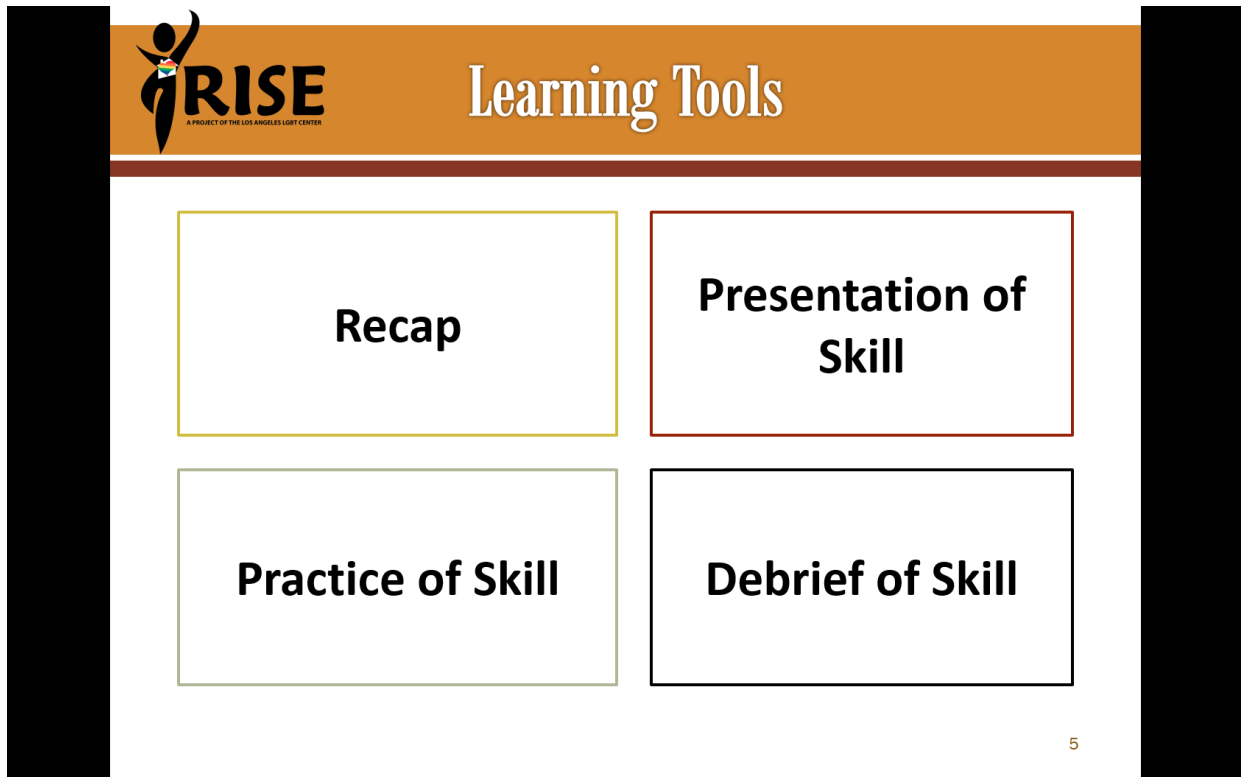 RISE
A PROJECT OF THE LOS ANGELES LGBT CENTER
Learning Tools
Recap
Presentation of
Skill
Practice of Skill
Debrief of Skill
5